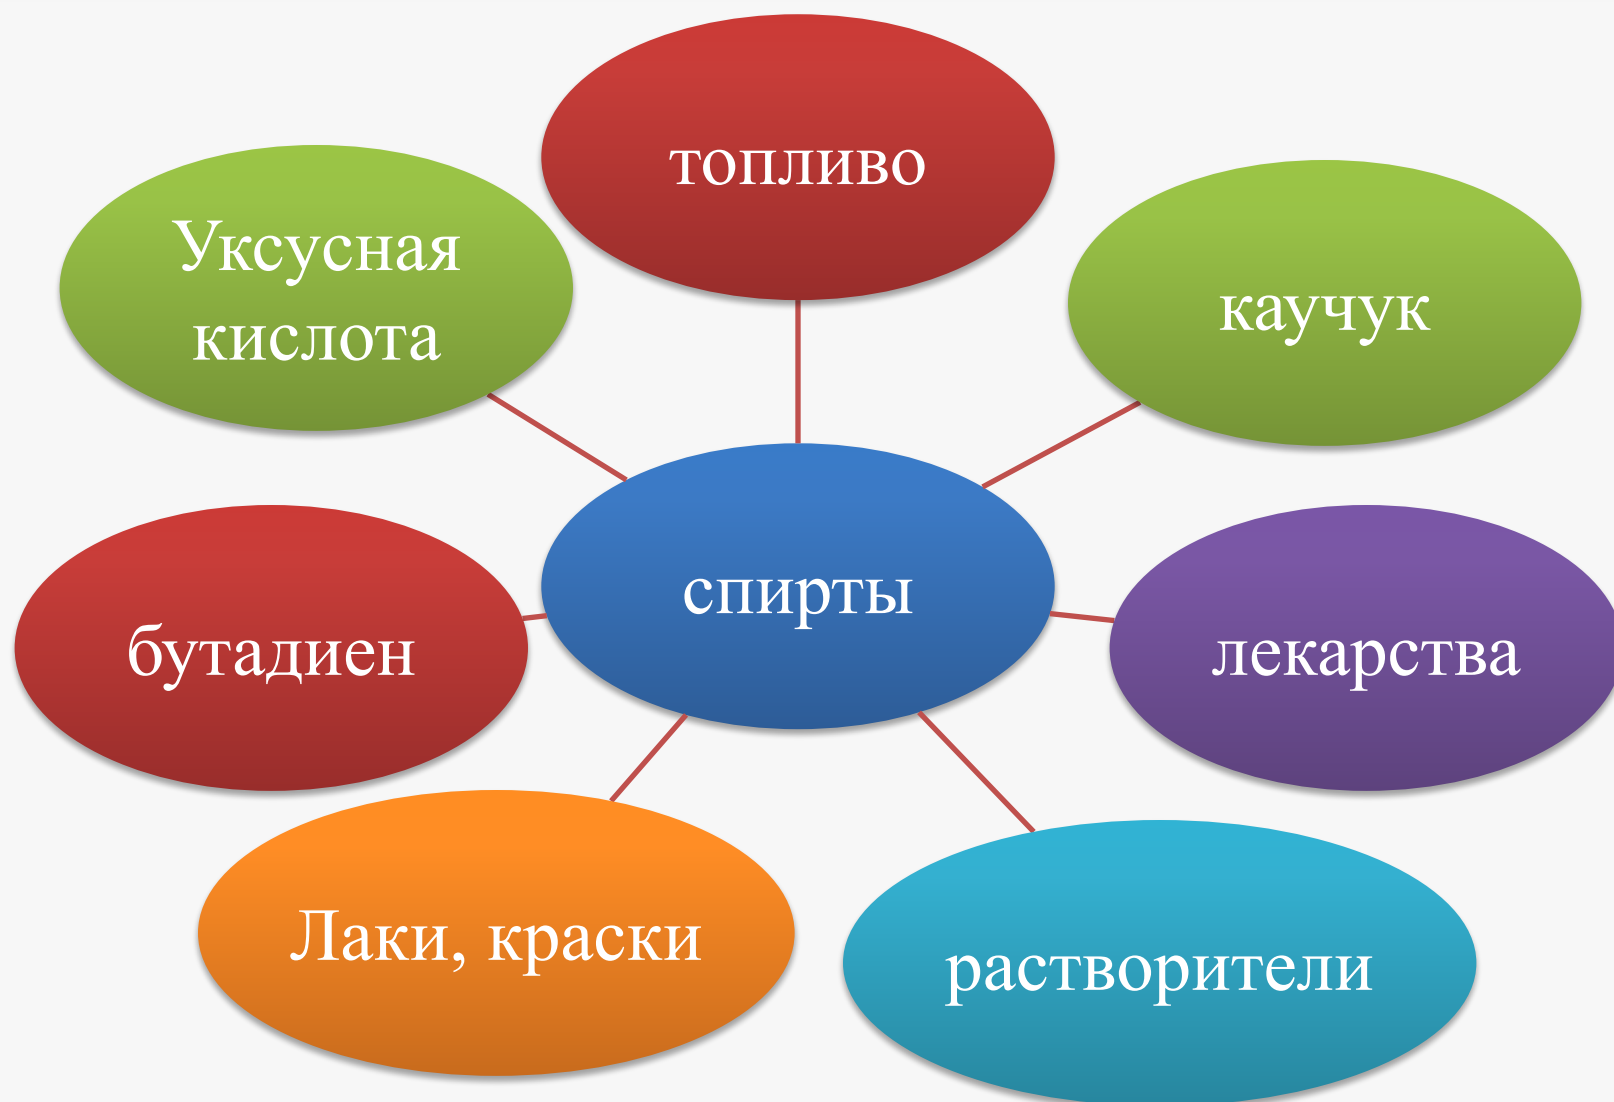 топливо
Уксусная
кислота
каучук
спирты
бутадиен
лекарства
Лаки, краски
растворители